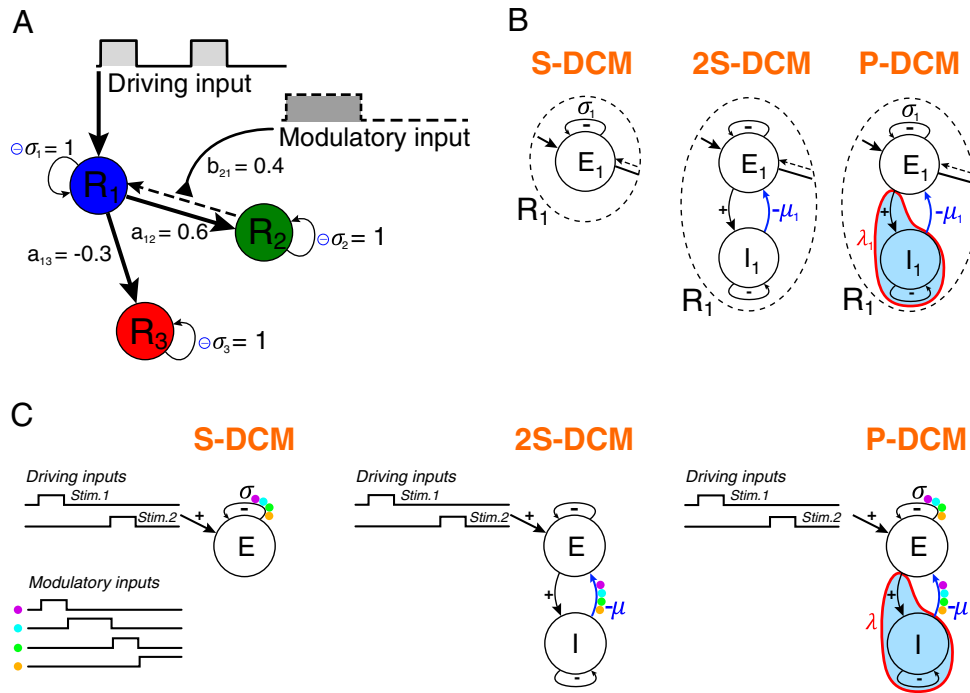 A
Driving input
Modulatory input
⊖σ₁= 1
b₂₁ = 0.4
R₁
a₁₂ = 0.6
R₂
⊖σ₂= 1
a₁₃= -0.3
R₃
⊖σ₃= 1
B
S-DCM
2S-DCM
P-DCM
σ₁
-
E₁
R₁
E₁
+
-μ₁
I₁
-
R₁
σ₁
-
E₁
+
-μ₁
λ₁
I₁
-
R₁
C
S-DCM
2S-DCM
P-DCM
Driving inputs
Stim.1
Stim.2
+
σ
-
E
Modulatory inputs
Driving inputs
Stim.1
Stim.2
+
-
E
+
-μ
I
-
Driving inputs
Stim.1
Stim.2
+
σ
-
E
+
-μ
λ
I
-